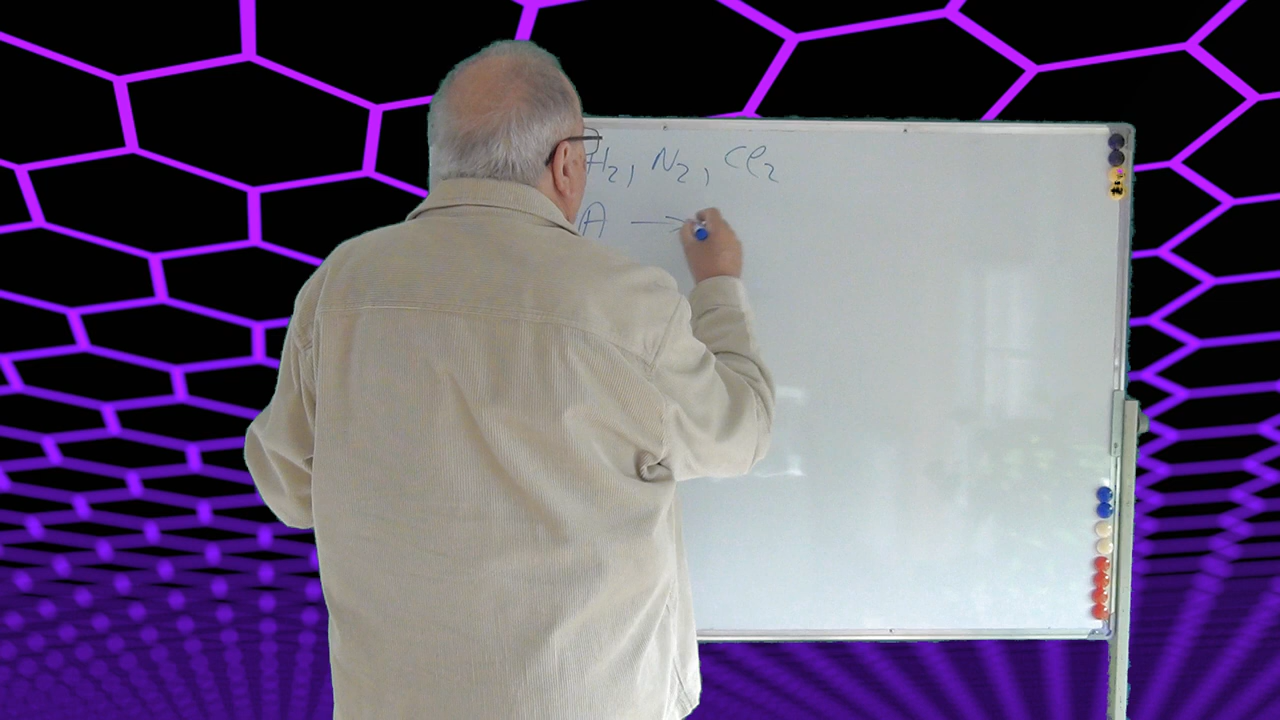 H₂, N₂, Cl₂
A →